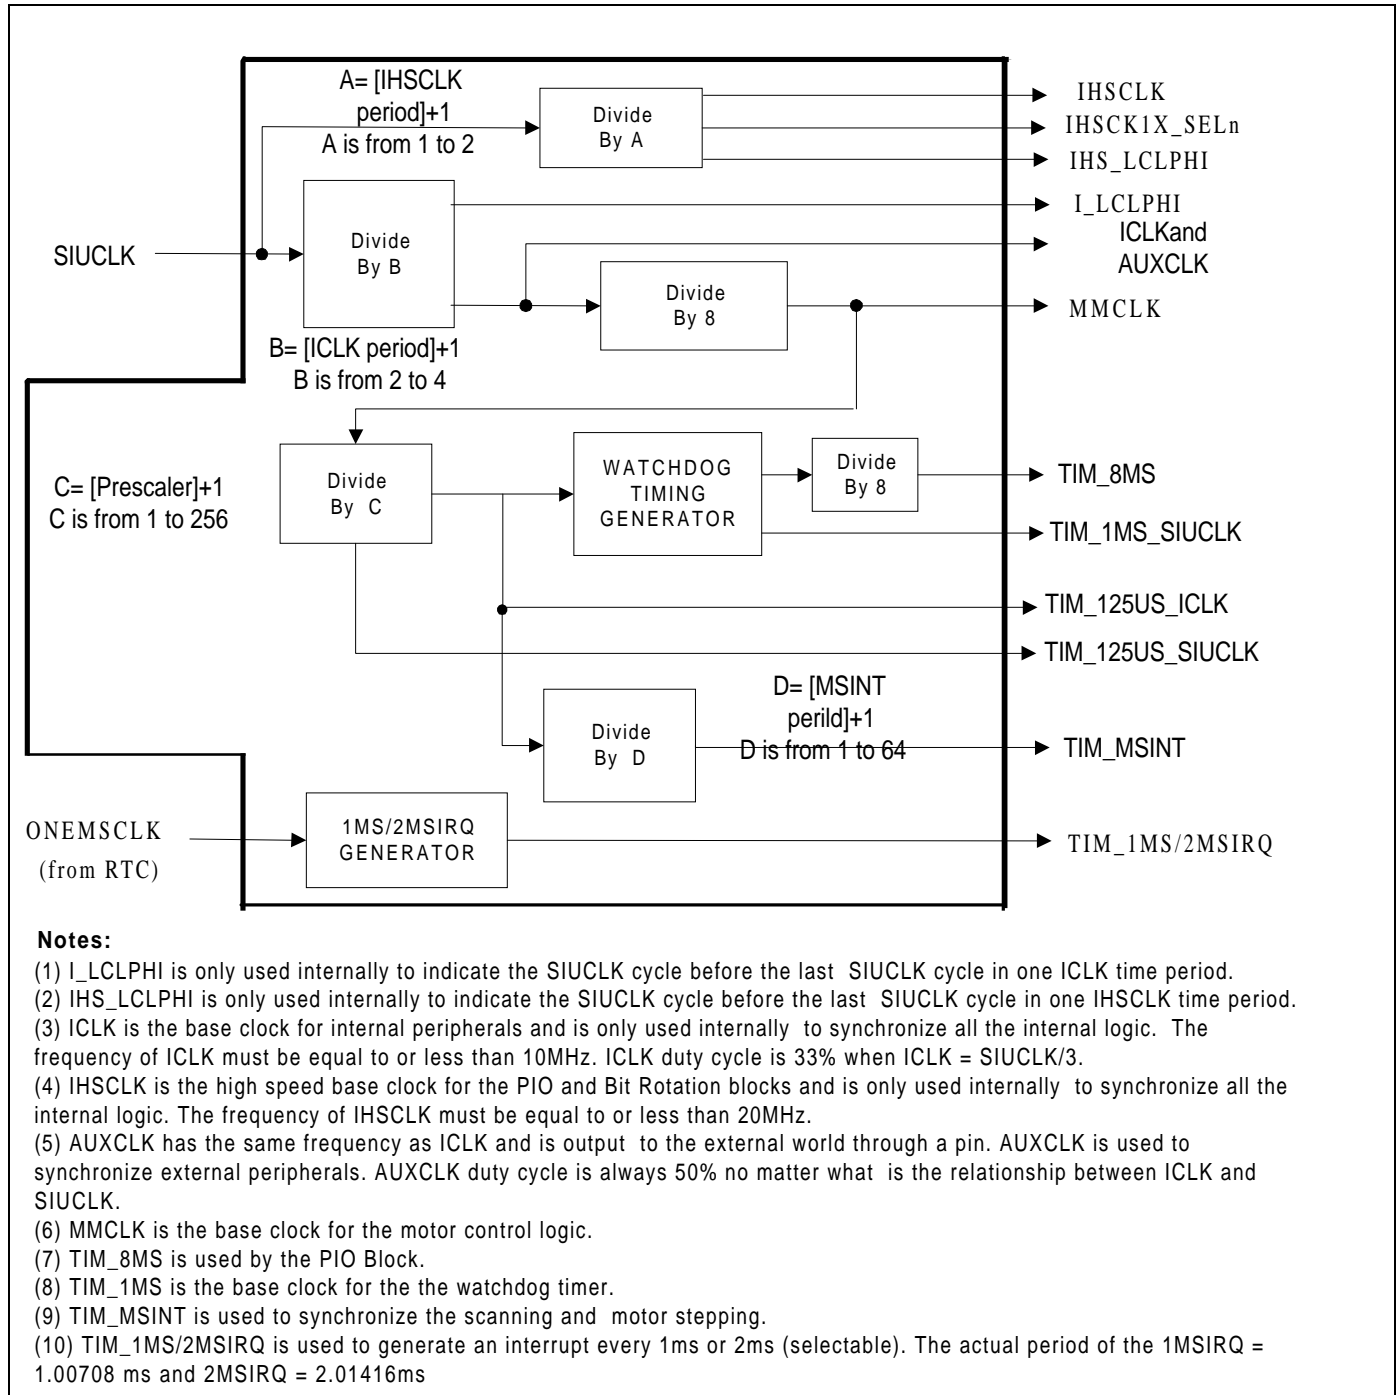 A= [IHSCLK
period]+1
A is from 1 to 2
Divide
By A
IHSCLK
IHSCK1X_SELn
IHS_LCLPHI
SIUCLK
Divide
By B
I_LCLPHI
ICLKand
AUXCLK
Divide
By 8
MMCLK
B= [ICLK period]+1
B is from 2 to 4
C= [Prescaler]+1
C is from 1 to 256
Divide
By C
WATCHDOG
TIMING
GENERATOR
Divide
By 8
TIM_8MS
TIM_1MS_SIUCLK
TIM_125US_ICLK
TIM_125US_SIUCLK
Divide
By D
D= [MSINT
perild]+1
D is from 1 to 64
TIM_MSINT
ONEMSCLK
(from RTC)
1MS/2MSIRQ
GENERATOR
TIM_1MS/2MSIRQ
Notes:
(1) I_LCLPHI is only used internally to indicate the SIUCLK cycle before the last SIUCLK cycle in one ICLK time period.
(2) IHS_LCLPHI is only used internally to indicate the SIUCLK cycle before the last SIUCLK cycle in one IHSCLK time period.
(3) ICLK is the base clock for internal peripherals and is only used internally to synchronize all the internal logic. The
frequency of ICLK must be equal to or less than 10MHz. ICLK duty cycle is 33% when ICLK = SIUCLK/3.
(4) IHSCLK is the high speed base clock for the PIO and Bit Rotation blocks and is only used internally to synchronize all the
internal logic. The frequency of IHSCLK must be equal to or less than 20MHz.
(5) AUXCLK has the same frequency as ICLK and is output to the external world through a pin. AUXCLK is used to
synchronize external peripherals. AUXCLK duty cycle is always 50% no matter what is the relationship between ICLK and
SIUCLK.
(6) MMCLK is the base clock for the motor control logic.
(7) TIM_8MS is used by the PIO Block.
(8) TIM_1MS is the base clock for the the watchdog timer.
(9) TIM_MSINT is used to synchronize the scanning and motor stepping.
(10) TIM_1MS/2MSIRQ is used to generate an interrupt every 1ms or 2ms (selectable). The actual period of the 1MSIRQ =
1.00708 ms and 2MSIRQ = 2.01416ms